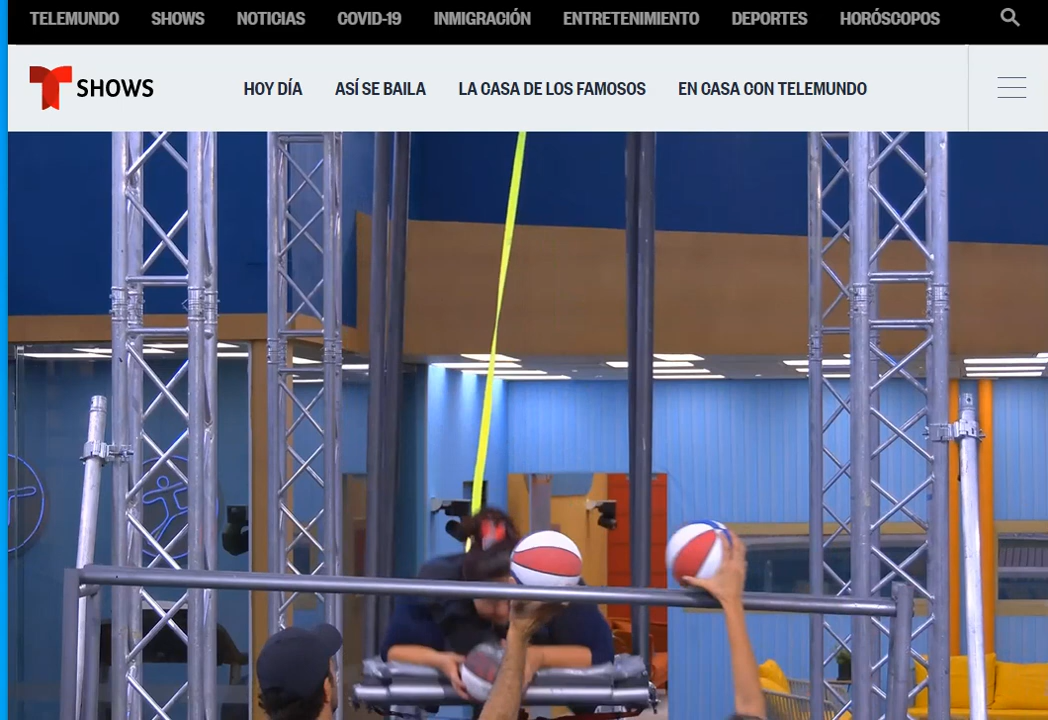 TELEMUNDO SHOWS NOTICIAS COVID-19 INMIGRACIÓN ENTRETENIMIENTO DEPORTES HORÓSCOPOS
SHOWS HOY DÍA ASÍ SE BAILA LA CASA DE LOS FAMOSOS EN CASA CON TELEMUNDO